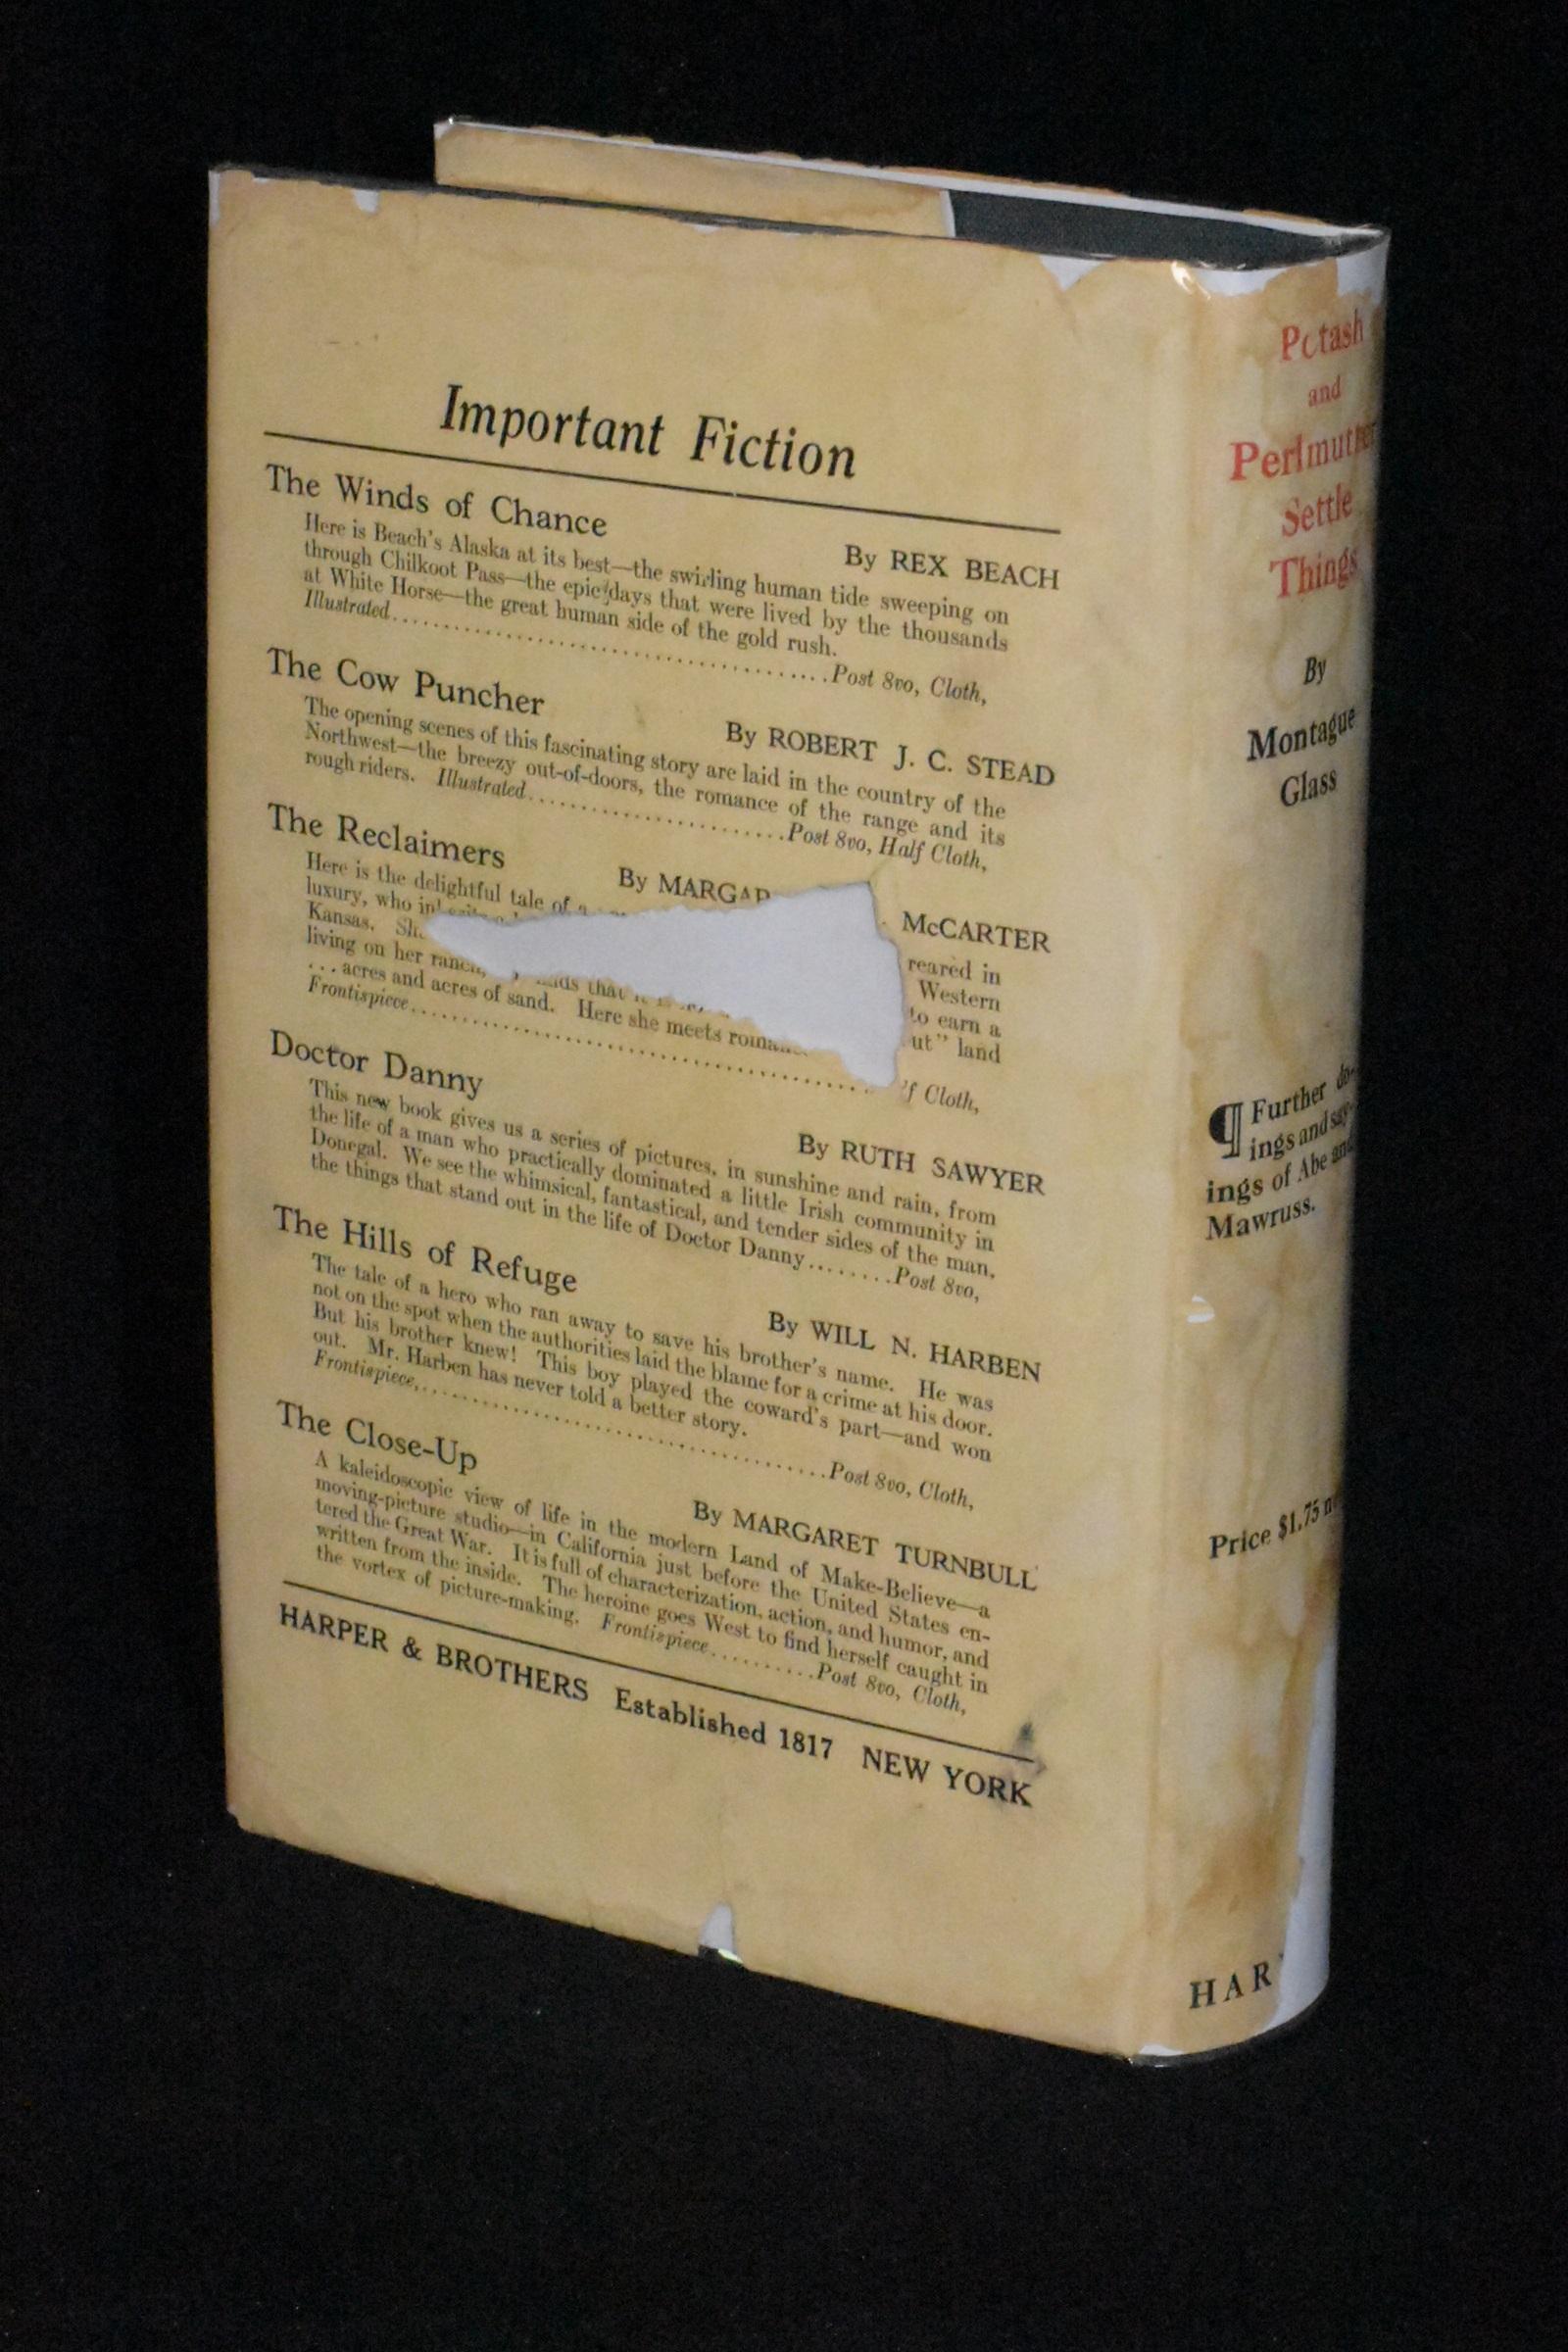 Important Fiction
The Winds of Chance
By REX BEACH
Here is Beach's Alaska at its best—the swirling human tide sweeping on
through Chilkoot Pass—the epic days that were lived by the thousands
at White Horse—the great human side of the gold rush.
Illustrated........................................Post 8vo, Cloth,
The Cow Puncher
By ROBERT J. C. STEAD
The opening scenes of this fascinating story are laid in the country of the
Northwest—the breezy out-of-doors, the romance of the range and its
rough riders. Illustrated........................Post 8vo, Half Cloth,
The Reclaimers
By McCARTER
Here is the delightful tale of a reared in
luxury, who Western
Kansas. to earn a
living on her that land
...acres and acres of sand. Here she meets
Frontispiece........................................ Cloth,
Doctor Danny
By RUTH SAWYER
This new book gives us a series of pictures, in sunshine and rain, from
the life of a man who practically dominated a little Irish community in
Donegal. We see the whimsical, fantastical, and tender sides of the man,
the things that stand out in the life of Doctor Danny........Post 8vo,
The Hills of Refuge
By WILL N. HARBEN
The tale of a hero who ran away to save his brother's name. He was
not on the spot when the authorities laid the blame for a crime at his door.
But his brother knew! This boy played the coward's part—and won
out. Mr. Harben has never told a better story.
Frontispiece,.......................................Post 8vo, Cloth,
The Close-Up
By MARGARET TURNBULL
A kaleidoscopic view of life in the modern Land of Make-Believe—a
moving-picture studio—in California just before the United States en-
tered the Great War. It is full of characterization, action, and humor, and
written from the inside. The heroine goes West to find herself caught in
the vortex of picture-making. Frontispiece..........Post 8vo, Cloth,
HARPER & BROTHERS Established 1817 NEW YORK
Potash
and
Perlmutter
Settle
Things
By
Montague
Glass
¶ Further do-
ings and say-
ings of Abe and
Mawruss.
Price $1.75
HAR